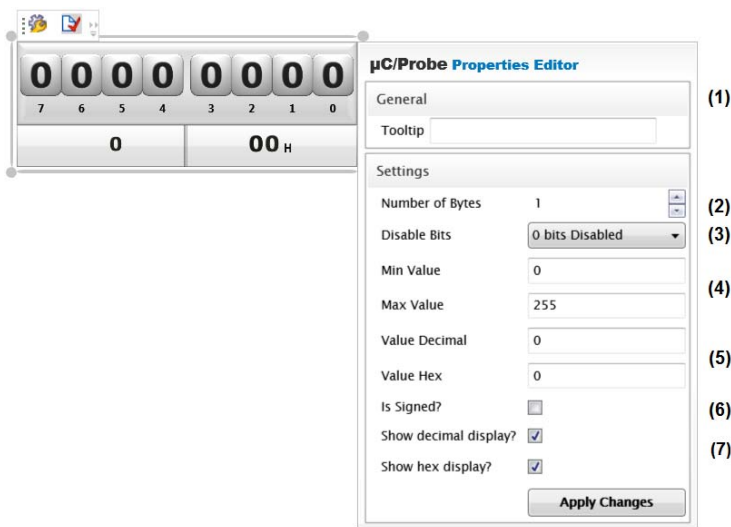 0 0 0 0 0 0 0 0
7 6 5 4 3 2 1 0
0 00 H
µC/Probe Properties Editor
General (1)
Tooltip
Settings
Number of Bytes 1 (2)
Disable Bits 0 bits Disabled (3)
Min Value 0
(4)
Max Value 255
Value Decimal 0
(5)
Value Hex 0
Is Signed? (6)
Show decimal display?
(7)
Show hex display?
Apply Changes